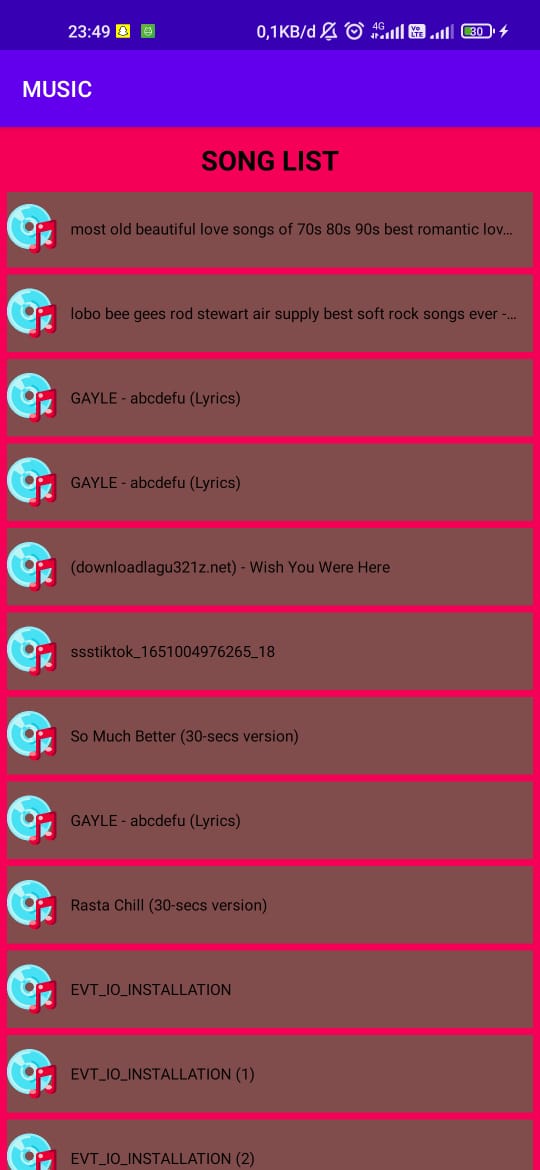 23:49
0,1KB/d
4G
Vo
LTE
30
MUSIC
SONG LIST
most old beautiful love songs of 70s 80s 90s best romantic lov...
lobo bee gees rod stewart air supply best soft rock songs ever -...
GAYLE - abcdefu (Lyrics)
GAYLE - abcdefu (Lyrics)
(downloadlagu321z.net) - Wish You Were Here
ssstiktok_1651004976265_18
So Much Better (30-secs version)
GAYLE - abcdefu (Lyrics)
Rasta Chill (30-secs version)
EVT_IO_INSTALLATION
EVT_IO_INSTALLATION (1)
EVT_IO_INSTALLATION (2)